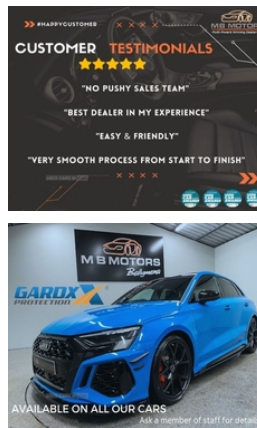 #HAPPYCUSTOMER
M B MOTORS
CUSTOMER TESTIMONIALS
"NO PUSHY SALES TEAM"
"BEST DEALER IN MY EXPERIENCE"
"EASY & FRIENDLY"
"VERY SMOOTH PROCESS FROM START TO FINISH"
M B MOTORS
Ballymena
GARDX
PROTECTION
AVAILABLE ON ALL OUR CARS
Ask a member of staff for detai